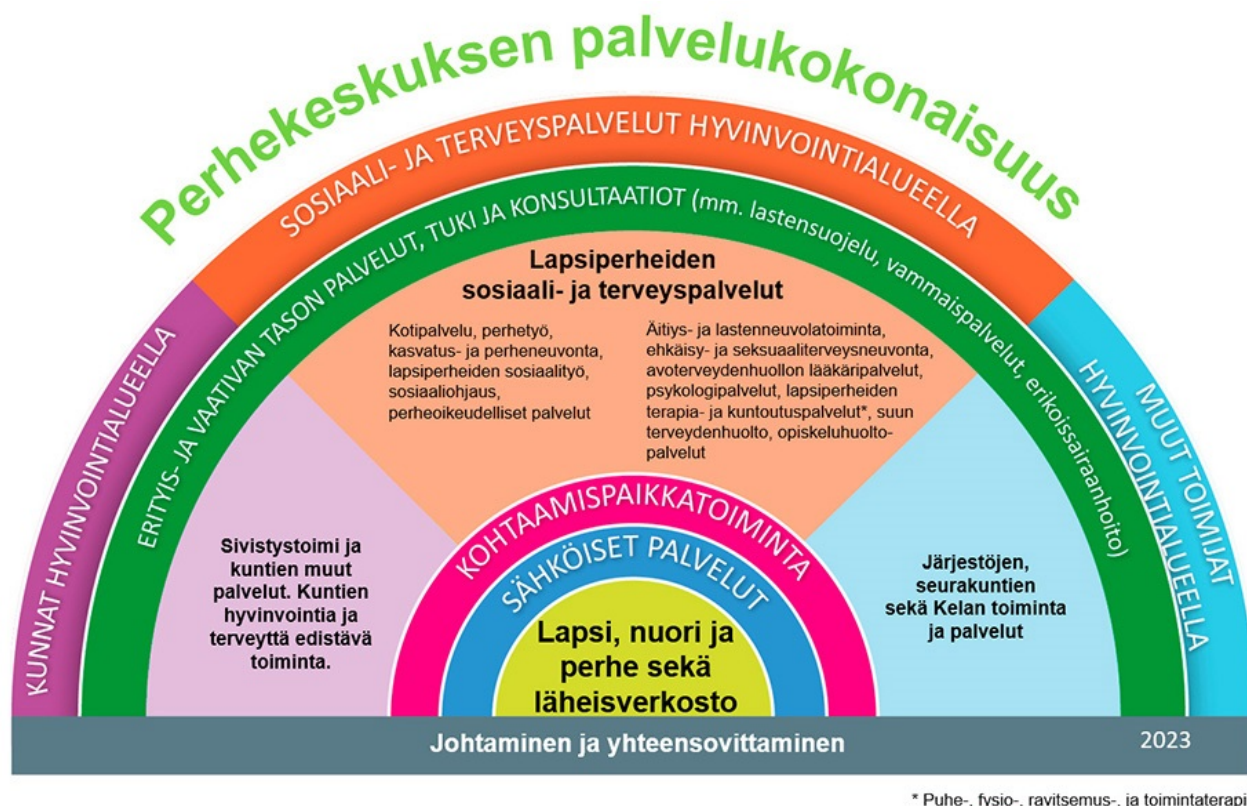 Perhekeskuksen palvelukokonaisuus
SOSIAALI- JA TERVEYSPALVELUT HYVINVOINTIALUEELLA
KUNNAT HYVINVOINTIALUEELLA
MUUT TOIMIJAT
HYVINVOINTIALUEELLA
ERITYIS- JA VAATIVAN TASON PALVELUT, TUKI JA KONSULTAATIOT (mm. lastensuojelu, vammaispalvelut, erikoissairaanhoito)
Lapsiperheiden
sosiaali- ja terveyspalvelut
Kotipalvelu, perhetyö,
kasvatus- ja perheneuvonta,
lapsiperheiden sosiaalityö,
sosiaaliohjaus,
perheoikeudelliset palvelut
Äitiys- ja lastenneuvolatoiminta,
ehkäisy- ja seksuaaliterveysneuvonta,
avoterveydenhuollon lääkäripalvelut,
psykologipalvelut, lapsiperheiden
terapia- ja kuntoutuspalvelut*, suun
terveydenhuolto, opiskeluhuolto-
palvelut
Sivistystoimi ja
kuntien muut
palvelut. Kuntien
hyvinvointia ja
terveyttä edistävä
toiminta.
KOHTAAMISPAIKKATOIMINTA
SÄHKÖISET PALVELUT
Lapsi, nuori ja
perhe sekä
läheisverkosto
Järjestöjen,
seurakuntien
sekä Kelan toiminta
ja palvelut
Johtaminen ja yhteensovittaminen
2023
* Puhe-, fysio-, ravitsemus-, ja toimintaterapi